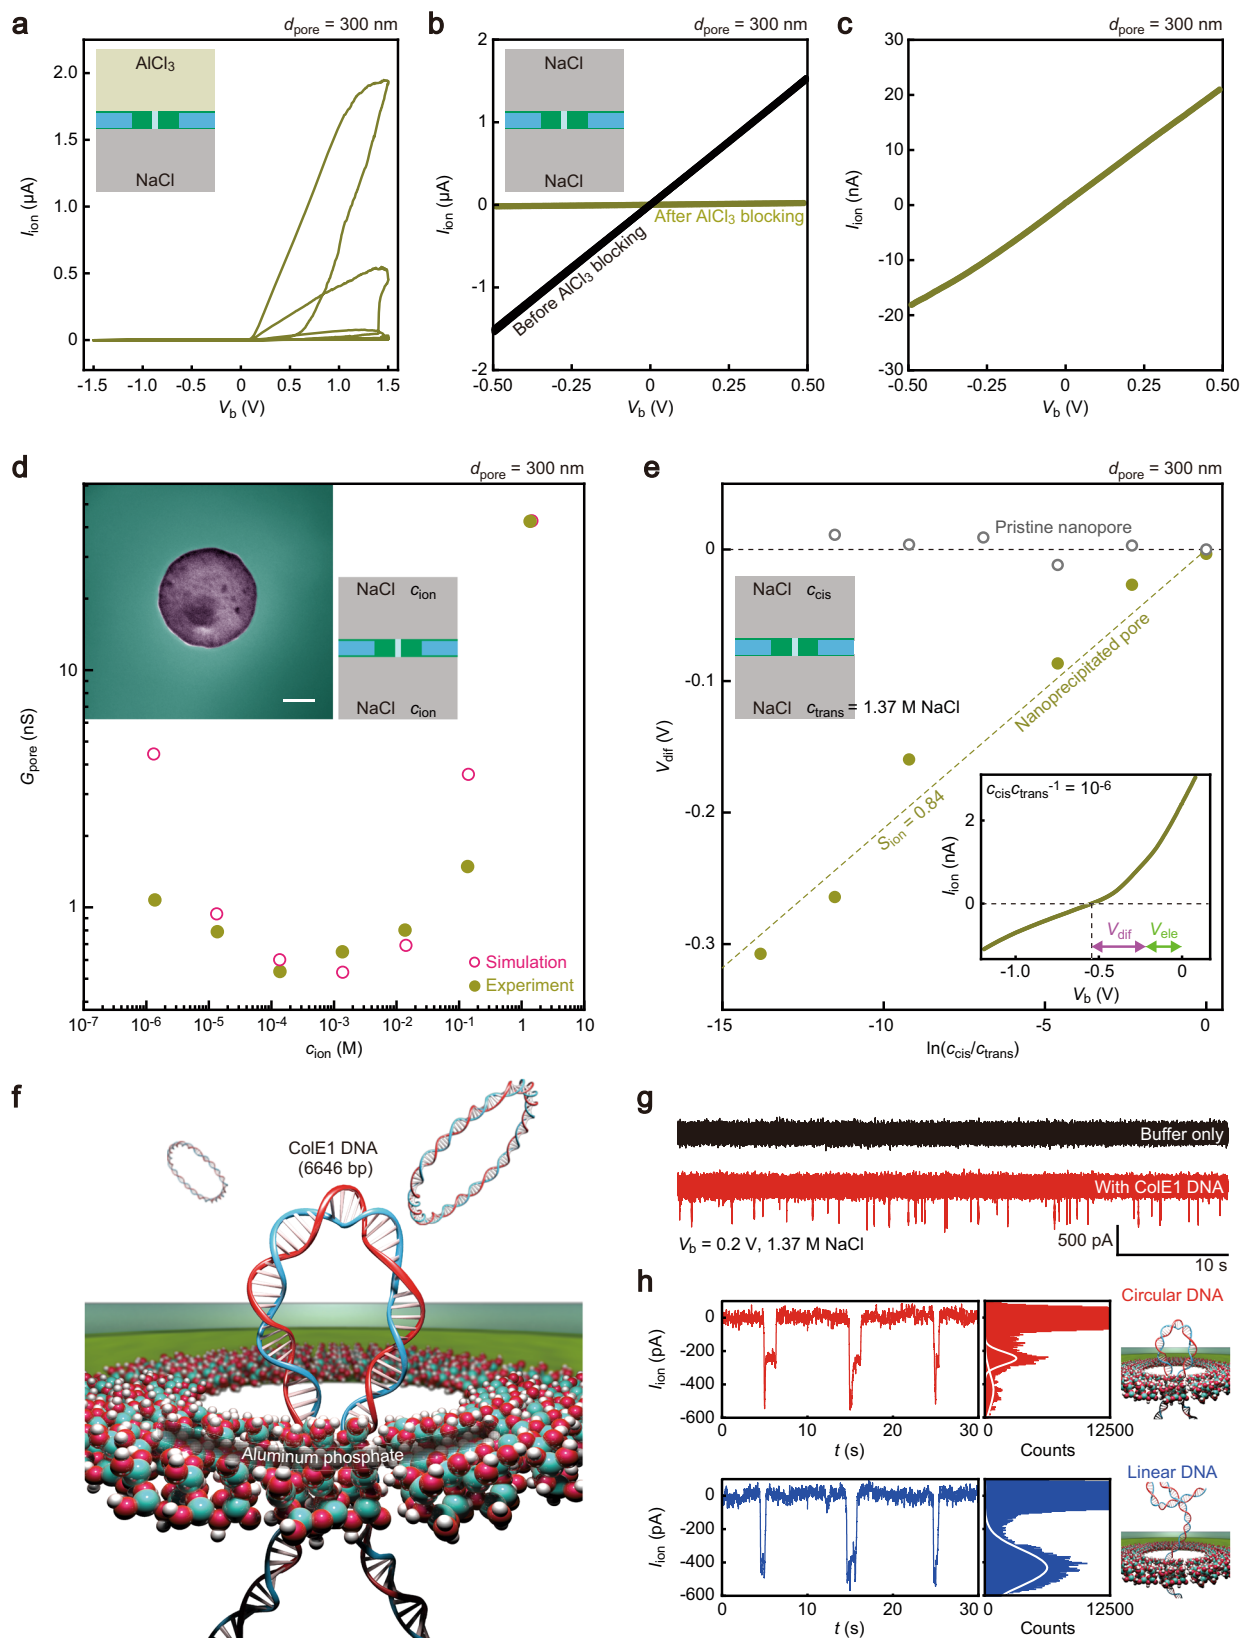 a
d_pore = 300 nm
AlCl₃
NaCl
2.0
1.5
1.0
0.5
0
I_ion (μA)
-1.5 -1.0 -0.5 0 0.5 1.0 1.5
V_b (V)
b
d_pore = 300 nm
NaCl
NaCl
2
1
0
-1
-2
I_ion (μA)
After AlCl₃ blocking
Before AlCl₃ blocking
-0.50 -0.25 0 0.25 0.50
V_b (V)
c
d_pore = 300 nm
30
20
10
0
-10
-20
-30
I_ion (nA)
-0.50 -0.25 0 0.25 0.50
V_b (V)
d
d_pore = 300 nm
NaCl c_ion
NaCl c_ion
10
1
G_pore (nS)
Simulation
Experiment
10⁻⁷ 10⁻⁶ 10⁻⁵ 10⁻⁴ 10⁻³ 10⁻² 10⁻¹ 1 10
c_ion (M)
e
d_pore = 300 nm
Pristine nanopore
NaCl c_cis
NaCl c_trans = 1.37 M NaCl
Nanoprecipitated pore
S_ion = 0.84
0
-0.1
-0.2
-0.3
V_dif (V)
c_cis c_trans⁻¹ = 10⁻⁶
2
0
I_ion (nA)
V_dif V_ele
-1.0 -0.5 0
V_b (V)
-15 -10 -5 0
ln(c_cis/c_trans)
f
ColE1 DNA
(6646 bp)
Aluminum phosphate
g
Buffer only
With ColE1 DNA
V_b = 0.2 V, 1.37 M NaCl
500 pA
10 s
h
Circular DNA
0
-200
-400
-600
I_ion (pA)
0 10 20 30
t (s)
0 12500
Counts
Linear DNA
0
-200
-400
-600
I_ion (pA)
0 10 20 30
t (s)
0 12500
Counts